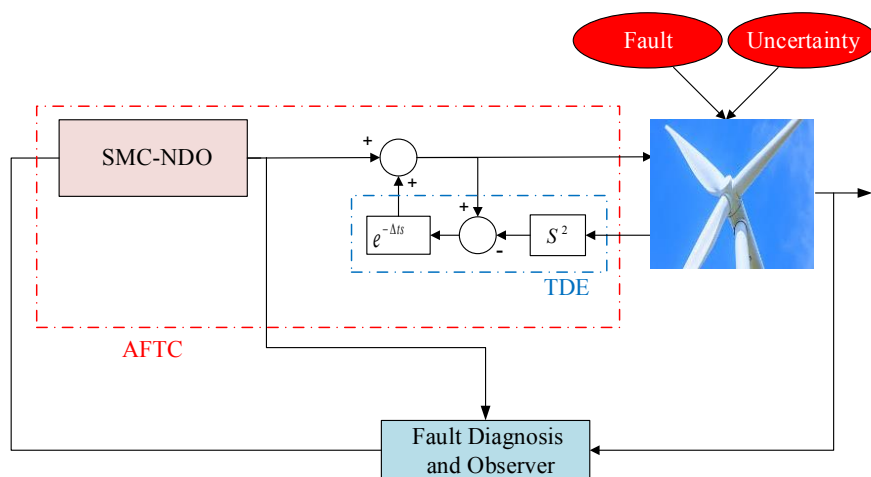 Fault
Uncertainty
SMC-NDO
+
+
+
-
e^{-Δts}
S^2
TDE
AFTC
Fault Diagnosis
and Observer